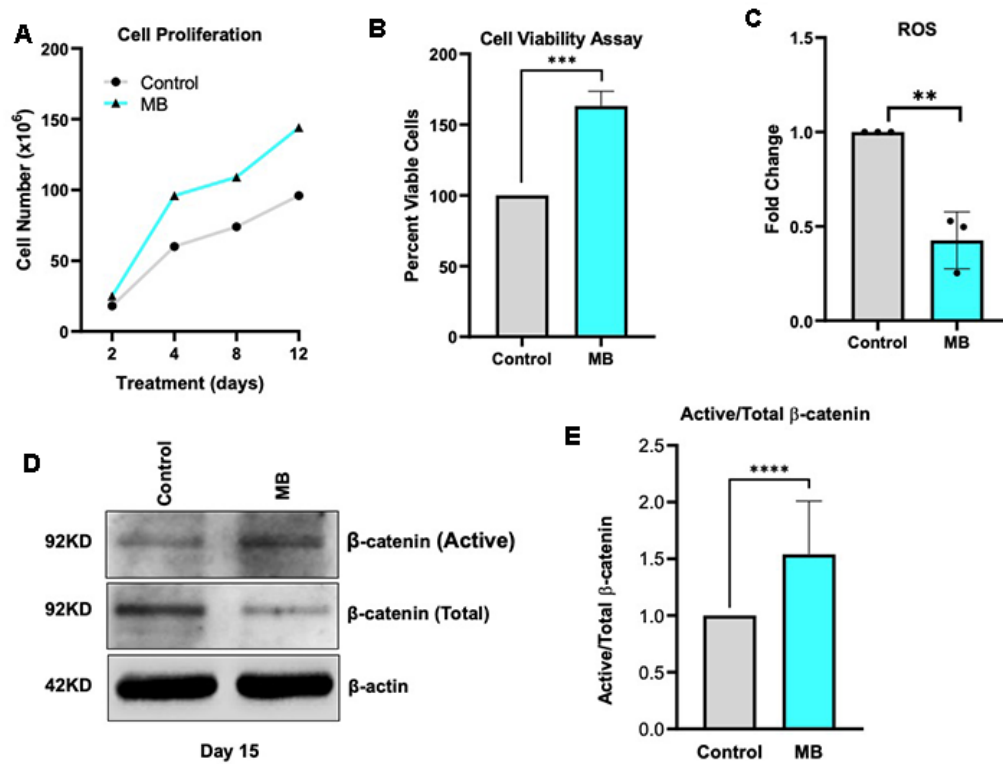 A
Cell Proliferation
Cell Number (x10⁶)
200
150
100
50
0
Control
MB
2 4 8 12
Treatment (days)
B
Cell Viability Assay
Percent Viable Cells
200
150
100
50
0
***
Control MB
C
ROS
Fold Change
1.5
1.0
0.5
0.0
**
Control MB
D
Control MB
92KD β-catenin (Active)
92KD β-catenin (Total)
42KD β-actin
Day 15
E
Active/Total β-catenin
Active/Total β-catenin
2.5
2.0
1.5
1.0
0.5
0.0
****
Control MB